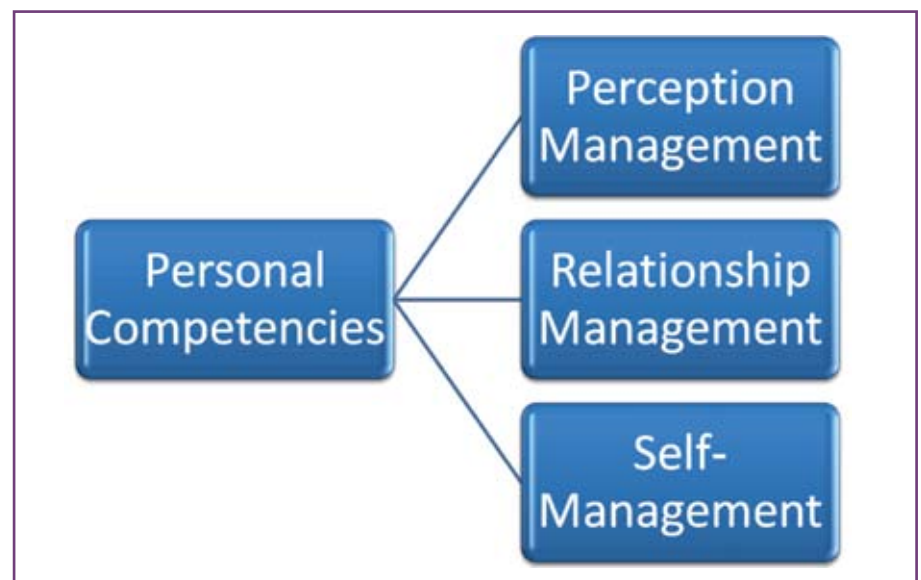 Personal
Competencies
Perception
Management
Relationship
Management
Self-
Management